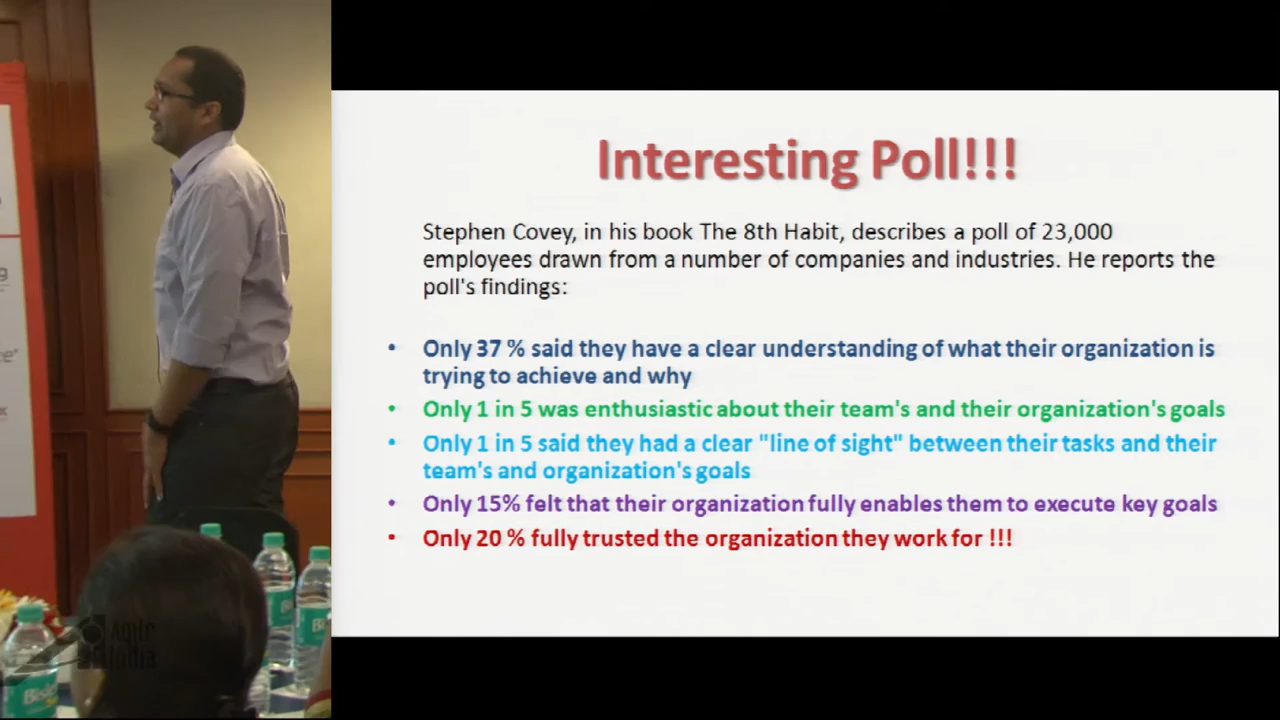 Interesting Poll!!!
Stephen Covey, in his book The 8th Habit, describes a poll of 23,000
employees drawn from a number of companies and industries. He reports the
poll's findings:
• Only 37 % said they have a clear understanding of what their organization is
trying to achieve and why
• Only 1 in 5 was enthusiastic about their team's and their organization's goals
• Only 1 in 5 said they had a clear "line of sight" between their tasks and their
team's and organization's goals
• Only 15% felt that their organization fully enables them to execute key goals
• Only 20 % fully trusted the organization they work for !!!
Agile
India